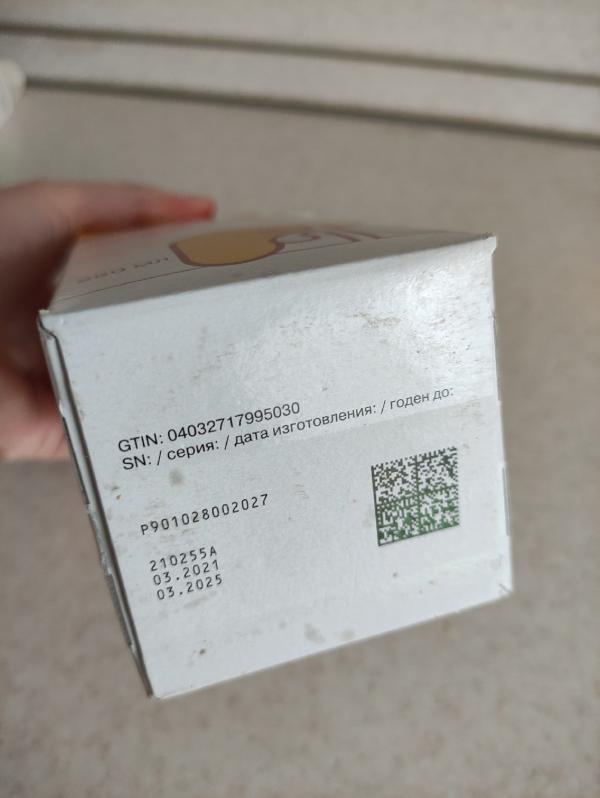 GTIN: 04032717995030
SN: / серия: / дата изготовления: / годен до:
P901028002027
210255A
03.2021
03.2025